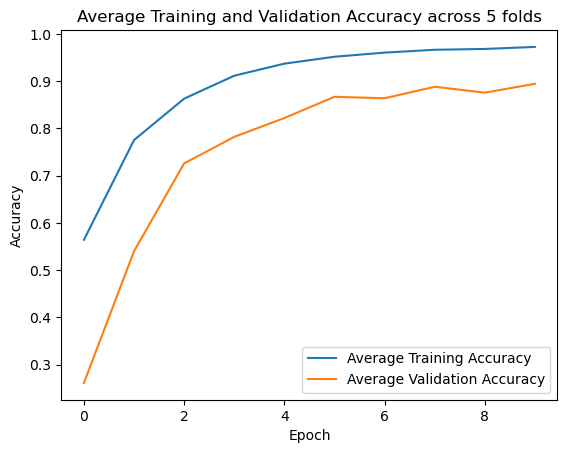 Average Training and Validation Accuracy across 5 folds
1.0
0.9
0.8
0.7
0.6
0.5
0.4
0.3
Accuracy
Average Training Accuracy
Average Validation Accuracy
0 2 4 6 8
Epoch